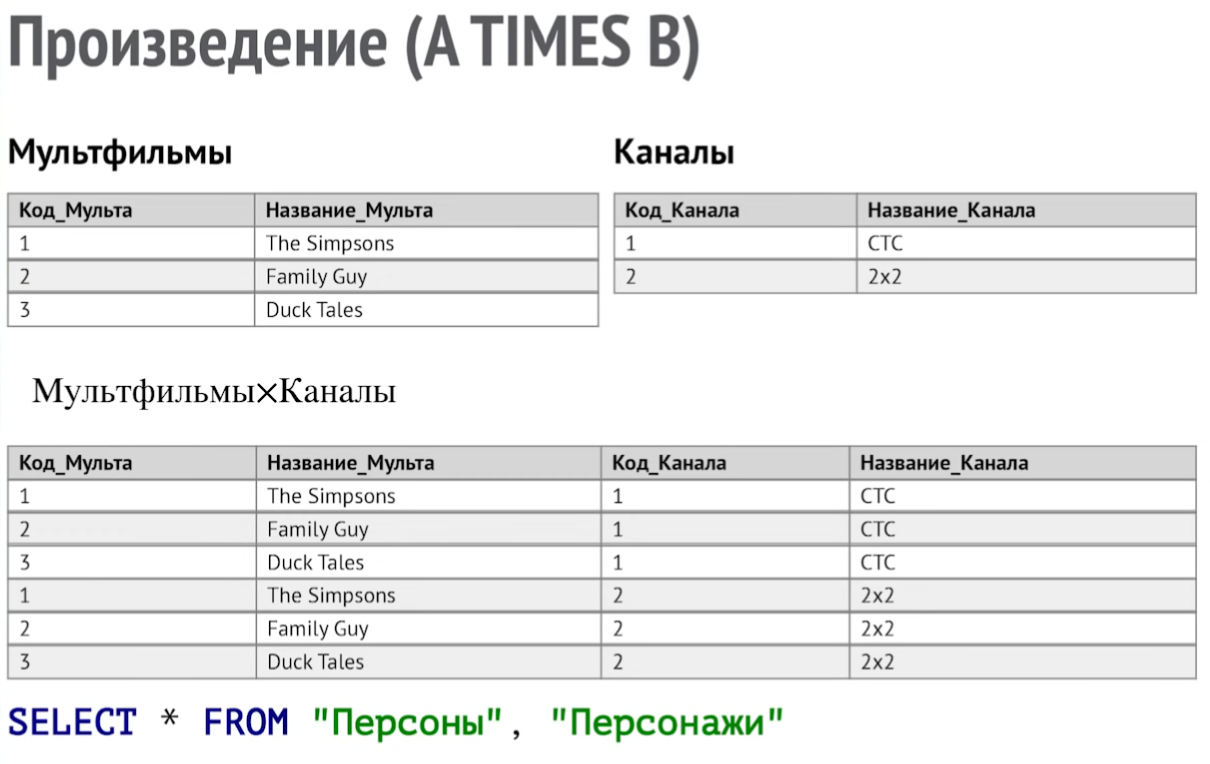 Произведение (A TIMES B)
Мультфильмы Каналы
Код_Мульта Название_Мульта Код_Канала Название_Канала
1 The Simpsons 1 СТС
2 Family Guy 2 2x2
3 Duck Tales
Мультфильмы×Каналы
Код_Мульта Название_Мульта Код_Канала Название_Канала
1 The Simpsons 1 СТС
2 Family Guy 1 СТС
3 Duck Tales 1 СТС
1 The Simpsons 2 2x2
2 Family Guy 2 2x2
3 Duck Tales 2 2x2
SELECT * FROM "Персоны", "Персонажи"